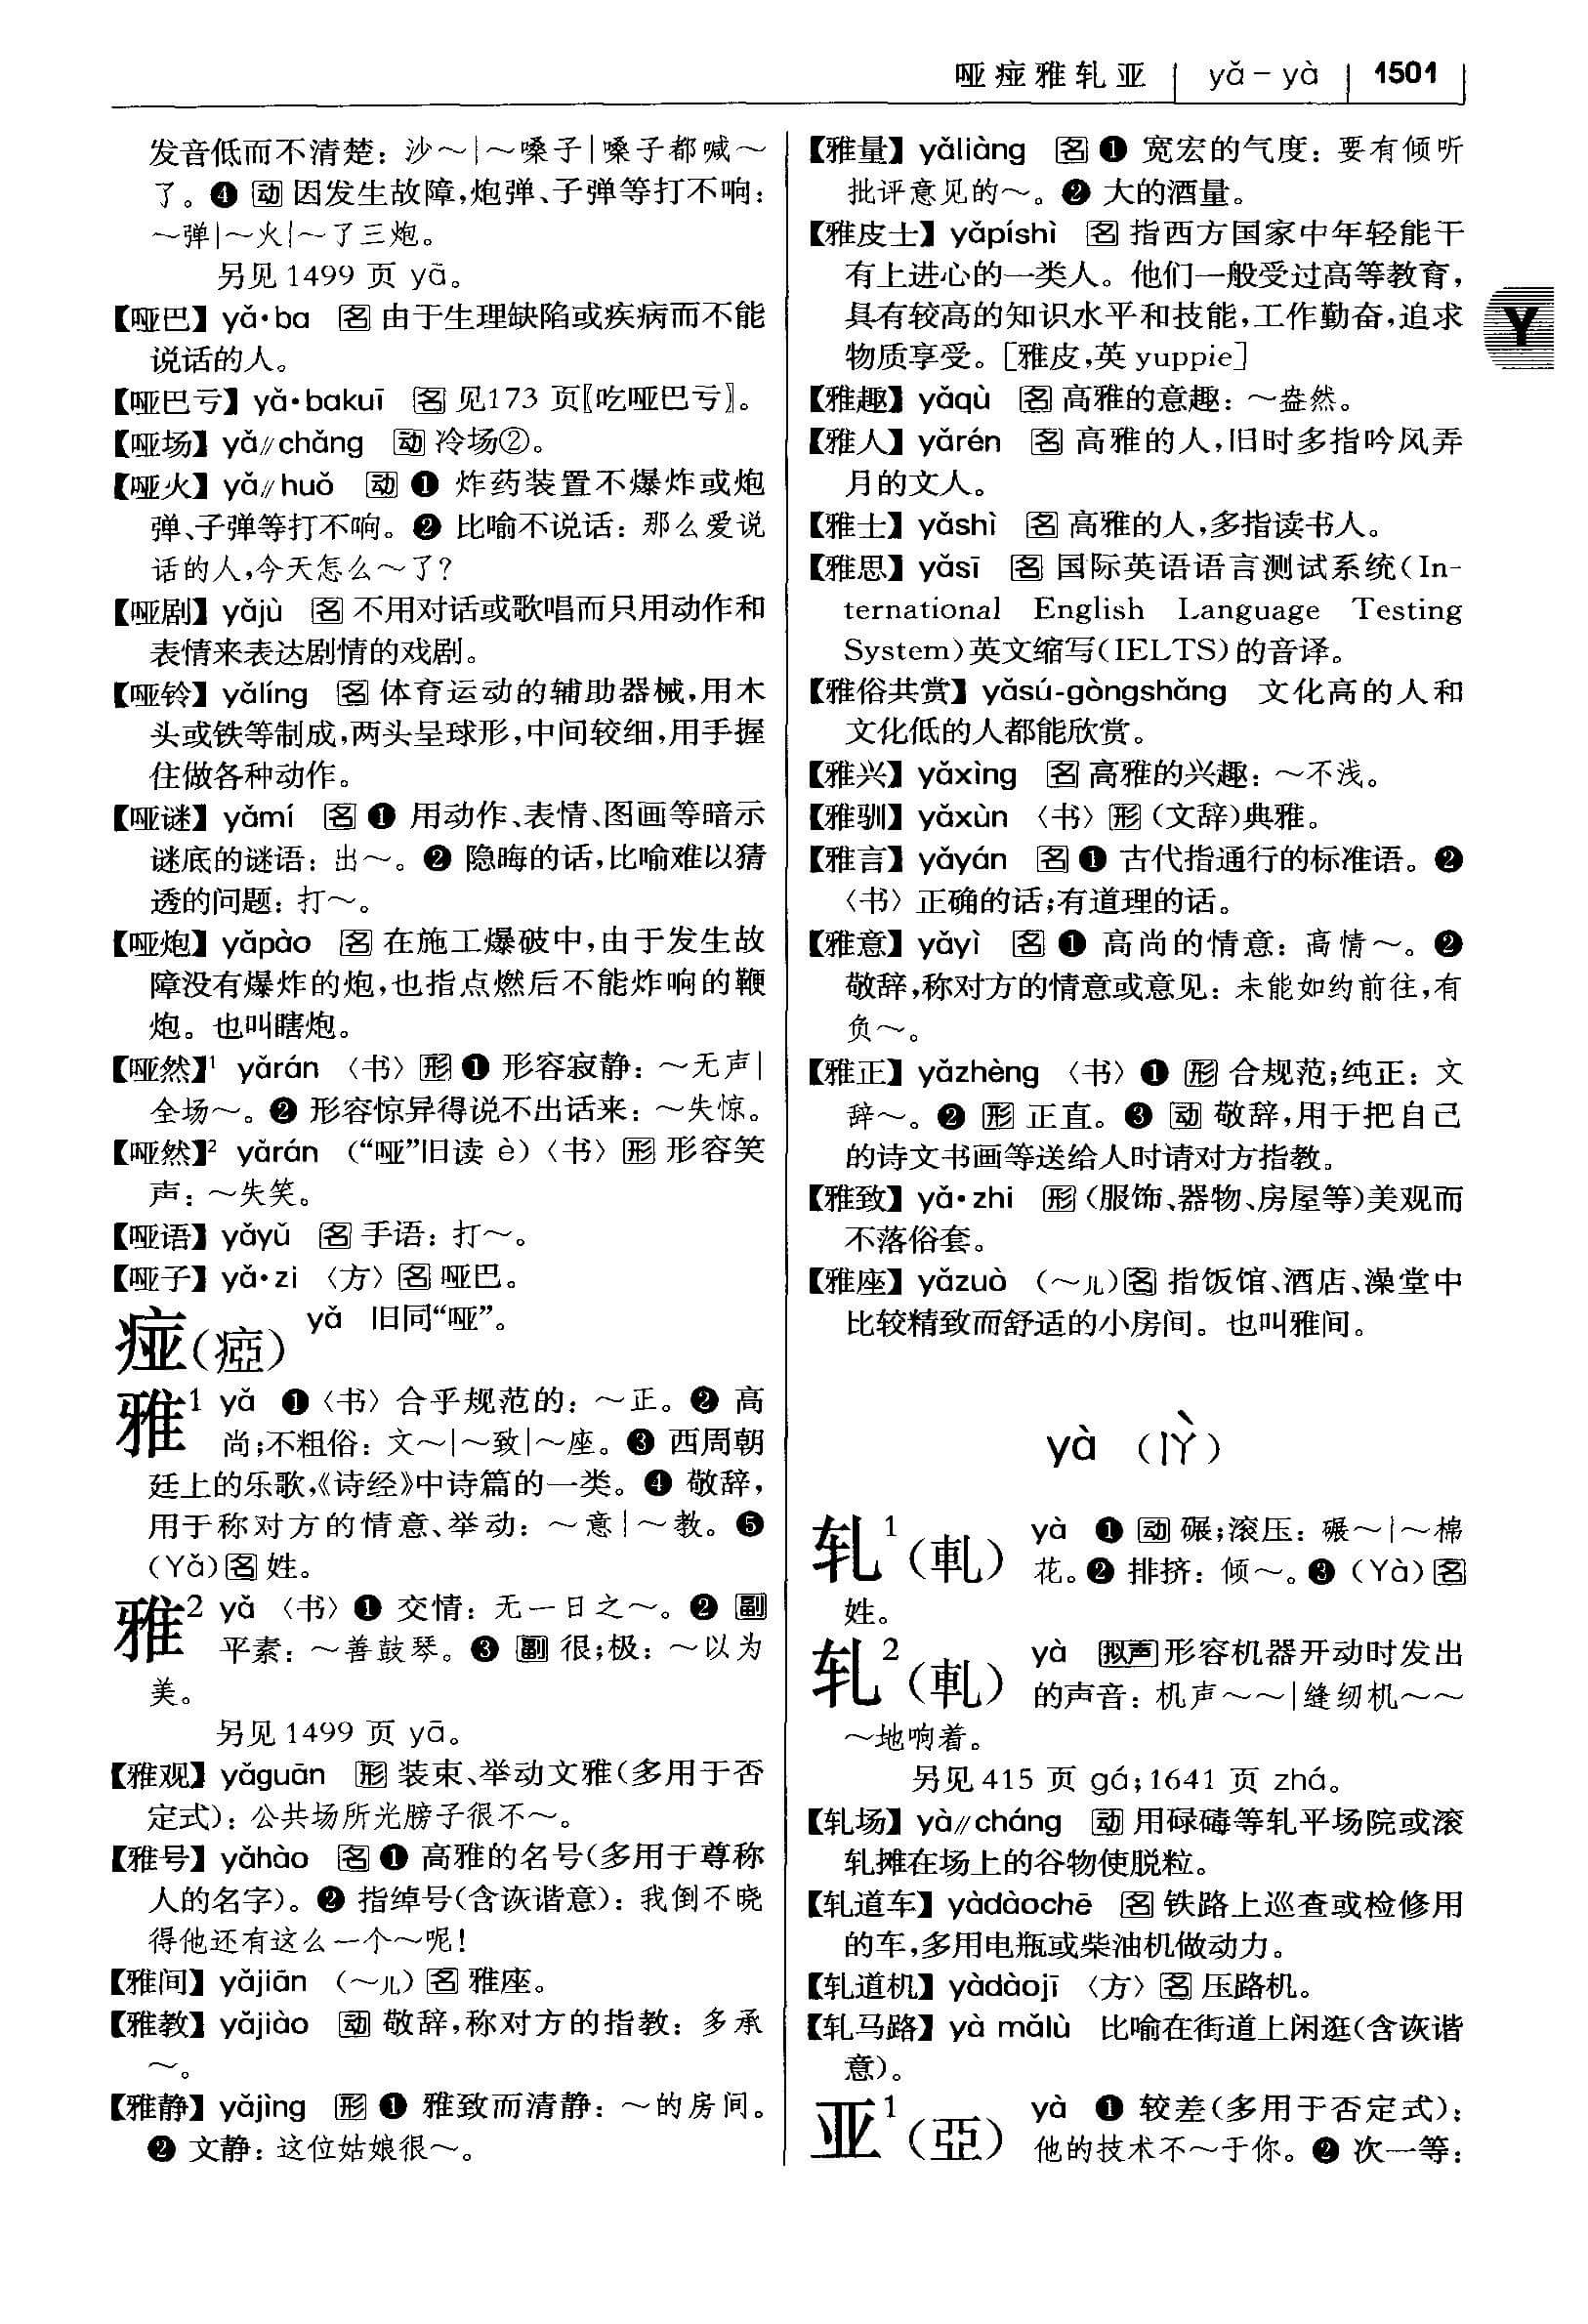 哑痖雅轧亚 | yǎ－yà | 1501
发音低而不清楚：沙～|～嗓子|嗓子都喊～
了。❹ 动 因发生故障，炮弹、子弹等打不响：
～弹|～火|～了三炮。
另见 1499 页 yā。
【哑巴】 yǎ·ba 名 由于生理缺陷或疾病而不能
说话的人。
【哑巴亏】 yǎ·bakuī 名 见173 页〖吃哑巴亏〗。
【哑场】 yǎ∥chǎng 动 冷场②。
【哑火】 yǎ∥huǒ 动 ❶ 炸药装置不爆炸或炮
弹、子弹等打不响。❷ 比喻不说话：那么爱说
话的人，今天怎么～了？
【哑剧】 yǎjù 名 不用对话或歌唱而只用动作和
表情来表达剧情的戏剧。
【哑铃】 yǎlíng 名 体育运动的辅助器械，用木
头或铁等制成，两头呈球形，中间较细，用手握
住做各种动作。
【哑谜】 yǎmí 名 ❶ 用动作、表情、图画等暗示
谜底的谜语：出～。❷ 隐晦的话，比喻难以猜
透的问题：打～。
【哑炮】 yǎpào 名 在施工爆破中，由于发生故
障没有爆炸的炮，也指点燃后不能炸响的鞭
炮。也叫瞎炮。
【哑然】¹ yǎrán 〈书〉 形 ❶ 形容寂静：～无声|
全场～。❷ 形容惊异得说不出话来：～失惊。
【哑然】² yǎrán （“哑”旧读 è）〈书〉 形 形容笑
声：～失笑。
【哑语】 yǎyǔ 名 手语：打～。
【哑子】 yǎ·zi 〈方〉 名 哑巴。
痖（瘂） yǎ 旧同“哑”。
雅¹ yǎ ❶〈书〉合乎规范的：～正。❷ 高
尚；不粗俗：文～|～致|～座。❸ 西周朝
廷上的乐歌，《诗经》中诗篇的一类。❹ 敬辞，
用于称对方的情意、举动：～意|～教。❺
（Yǎ）名 姓。
雅² yǎ 〈书〉❶ 交情：无一日之～。❷ 副
平素：～善鼓琴。❸ 副 很；极：～以为
美。
另见 1499 页 yā。
【雅观】 yǎguān 形 装束、举动文雅（多用于否
定式）：公共场所光膀子很不～。
【雅号】 yǎhào 名 ❶ 高雅的名号（多用于尊称
人的名字）。❷ 指绰号（含诙谐意）：我倒不晓
得他还有这么一个～呢！
【雅间】 yǎjiān （～儿）名 雅座。
【雅教】 yǎjiào 动 敬辞，称对方的指教：多承
～。
【雅静】 yǎjìng 形 ❶ 雅致而清静：～的房间。
❷ 文静：这位姑娘很～。
【雅量】 yǎliàng 名 ❶ 宽宏的气度：要有倾听
批评意见的～。❷ 大的酒量。
【雅皮士】 yǎpíshì 名 指西方国家中年轻能干
有上进心的一类人。他们一般受过高等教育，
具有较高的知识水平和技能，工作勤奋，追求
物质享受。[雅皮，英 yuppie]
【雅趣】 yǎqù 名 高雅的意趣：～盎然。
【雅人】 yǎrén 名 高雅的人，旧时多指吟风弄
月的文人。
【雅士】 yǎshì 名 高雅的人，多指读书人。
【雅思】 yǎsī 名 国际英语语言测试系统（In-
ternational English Language Testing
System）英文缩写（IELTS）的音译。
【雅俗共赏】 yǎsú-gòngshǎng 文化高的人和
文化低的人都能欣赏。
【雅兴】 yǎxìng 名 高雅的兴趣：～不浅。
【雅驯】 yǎxùn 〈书〉 形 （文辞）典雅。
【雅言】 yǎyán 名 ❶ 古代指通行的标准语。❷
〈书〉正确的话；有道理的话。
【雅意】 yǎyì 名 ❶ 高尚的情意：高情～。❷
敬辞，称对方的情意或意见：未能如约前往，有
负～。
【雅正】 yǎzhèng 〈书〉❶ 形 合规范；纯正：文
辞～。❷ 形 正直。❸ 动 敬辞，用于把自己
的诗文书画等送给人时请对方指教。
【雅致】 yǎ·zhi 形 （服饰、器物、房屋等）美观而
不落俗套。
【雅座】 yǎzuò （～儿）名 指饭馆、酒店、澡堂中
比较精致而舒适的小房间。也叫雅间。
yà （ㄧㄚˋ）
轧¹（軋） yà ❶ 动 碾；滚压：碾～|～棉
花。❷ 排挤：倾～。❸（Yà）名
姓。
轧²（軋） yà 拟声 形容机器开动时发出
的声音：机声～～|缝纫机～～
～地响着。
另见 415 页 gá；1641 页 zhá。
【轧场】 yà∥cháng 动 用碌碡等轧平场院或滚
轧摊在场上的谷物使脱粒。
【轧道车】 yàdàochē 名 铁路上巡查或检修用
的车，多用电瓶或柴油机做动力。
【轧道机】 yàdàojī 〈方〉 名 压路机。
【轧马路】 yà mǎlù 比喻在街道上闲逛（含诙谐
意）。
亚¹（亞） yà ❶ 较差（多用于否定式）：
他的技术不～于你。❷ 次一等：
Y